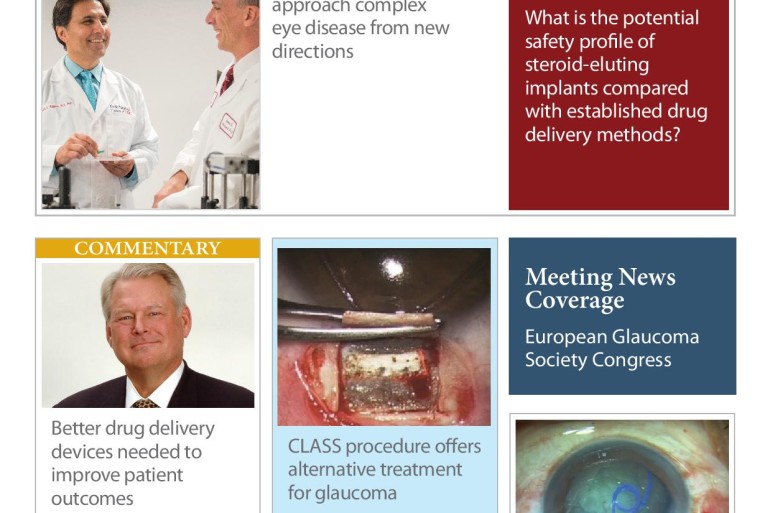 approach complex
eye disease from new
directions
What is the potential
safety profile of
steroid-eluting
implants compared
with established drug
delivery methods?
COMMENTARY
Better drug delivery
devices needed to
improve patient
outcomes
CLASS procedure offers
alternative treatment
for glaucoma
Meeting News
Coverage
European Glaucoma
Society Congress